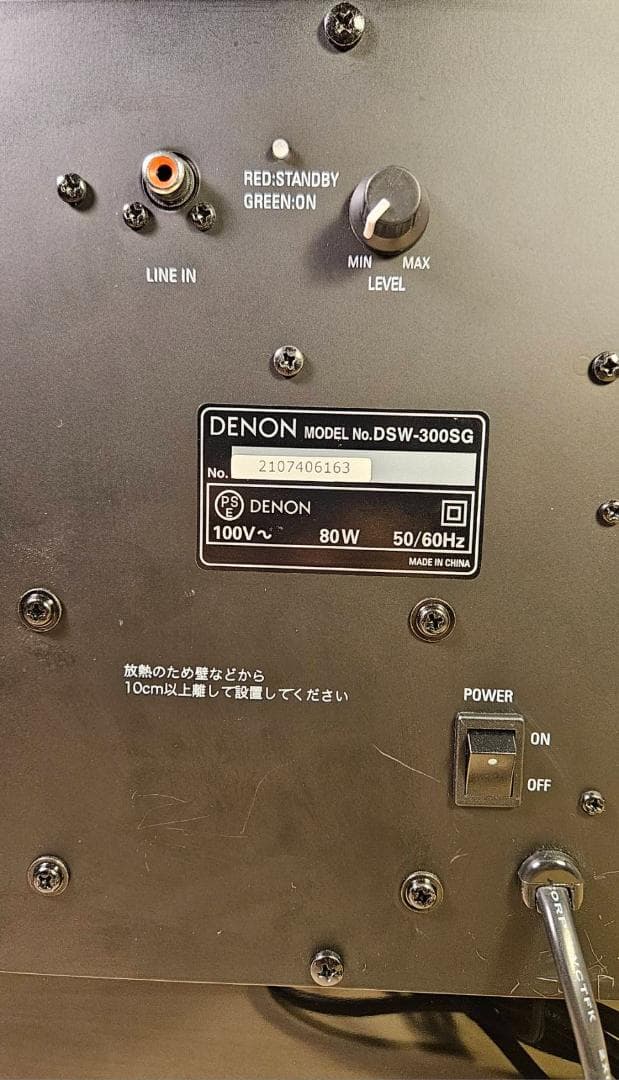 RED:STANDBY
GREEN:ON
LINE IN
MIN MAX
LEVEL
DENON MODEL No.DSW-300SG
No. 2107406163
PS
E
DENON
100V～ 80W 50/60Hz
MADE IN CHINA
放熱のため壁などから
10cm以上離して設置してください
POWER
ON
OFF
VCTFK